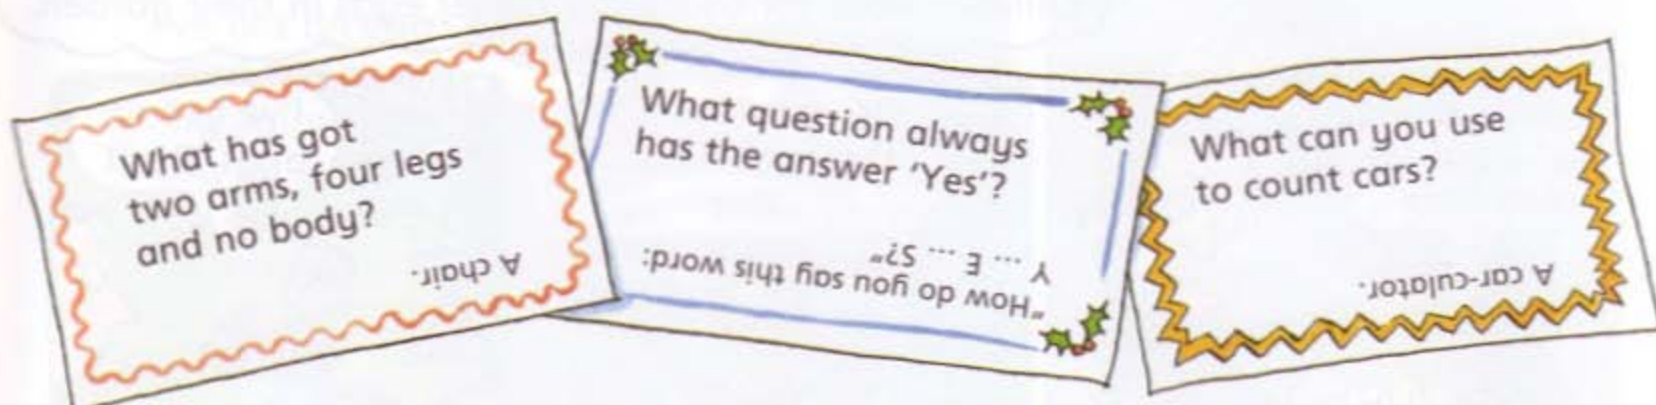 What has got
two arms, four legs
and no body?
A chair.
What question always
has the answer 'Yes'?
"How do you say this word:
Y ... E ... S?"
What can you use
to count cars?
A car-culator.